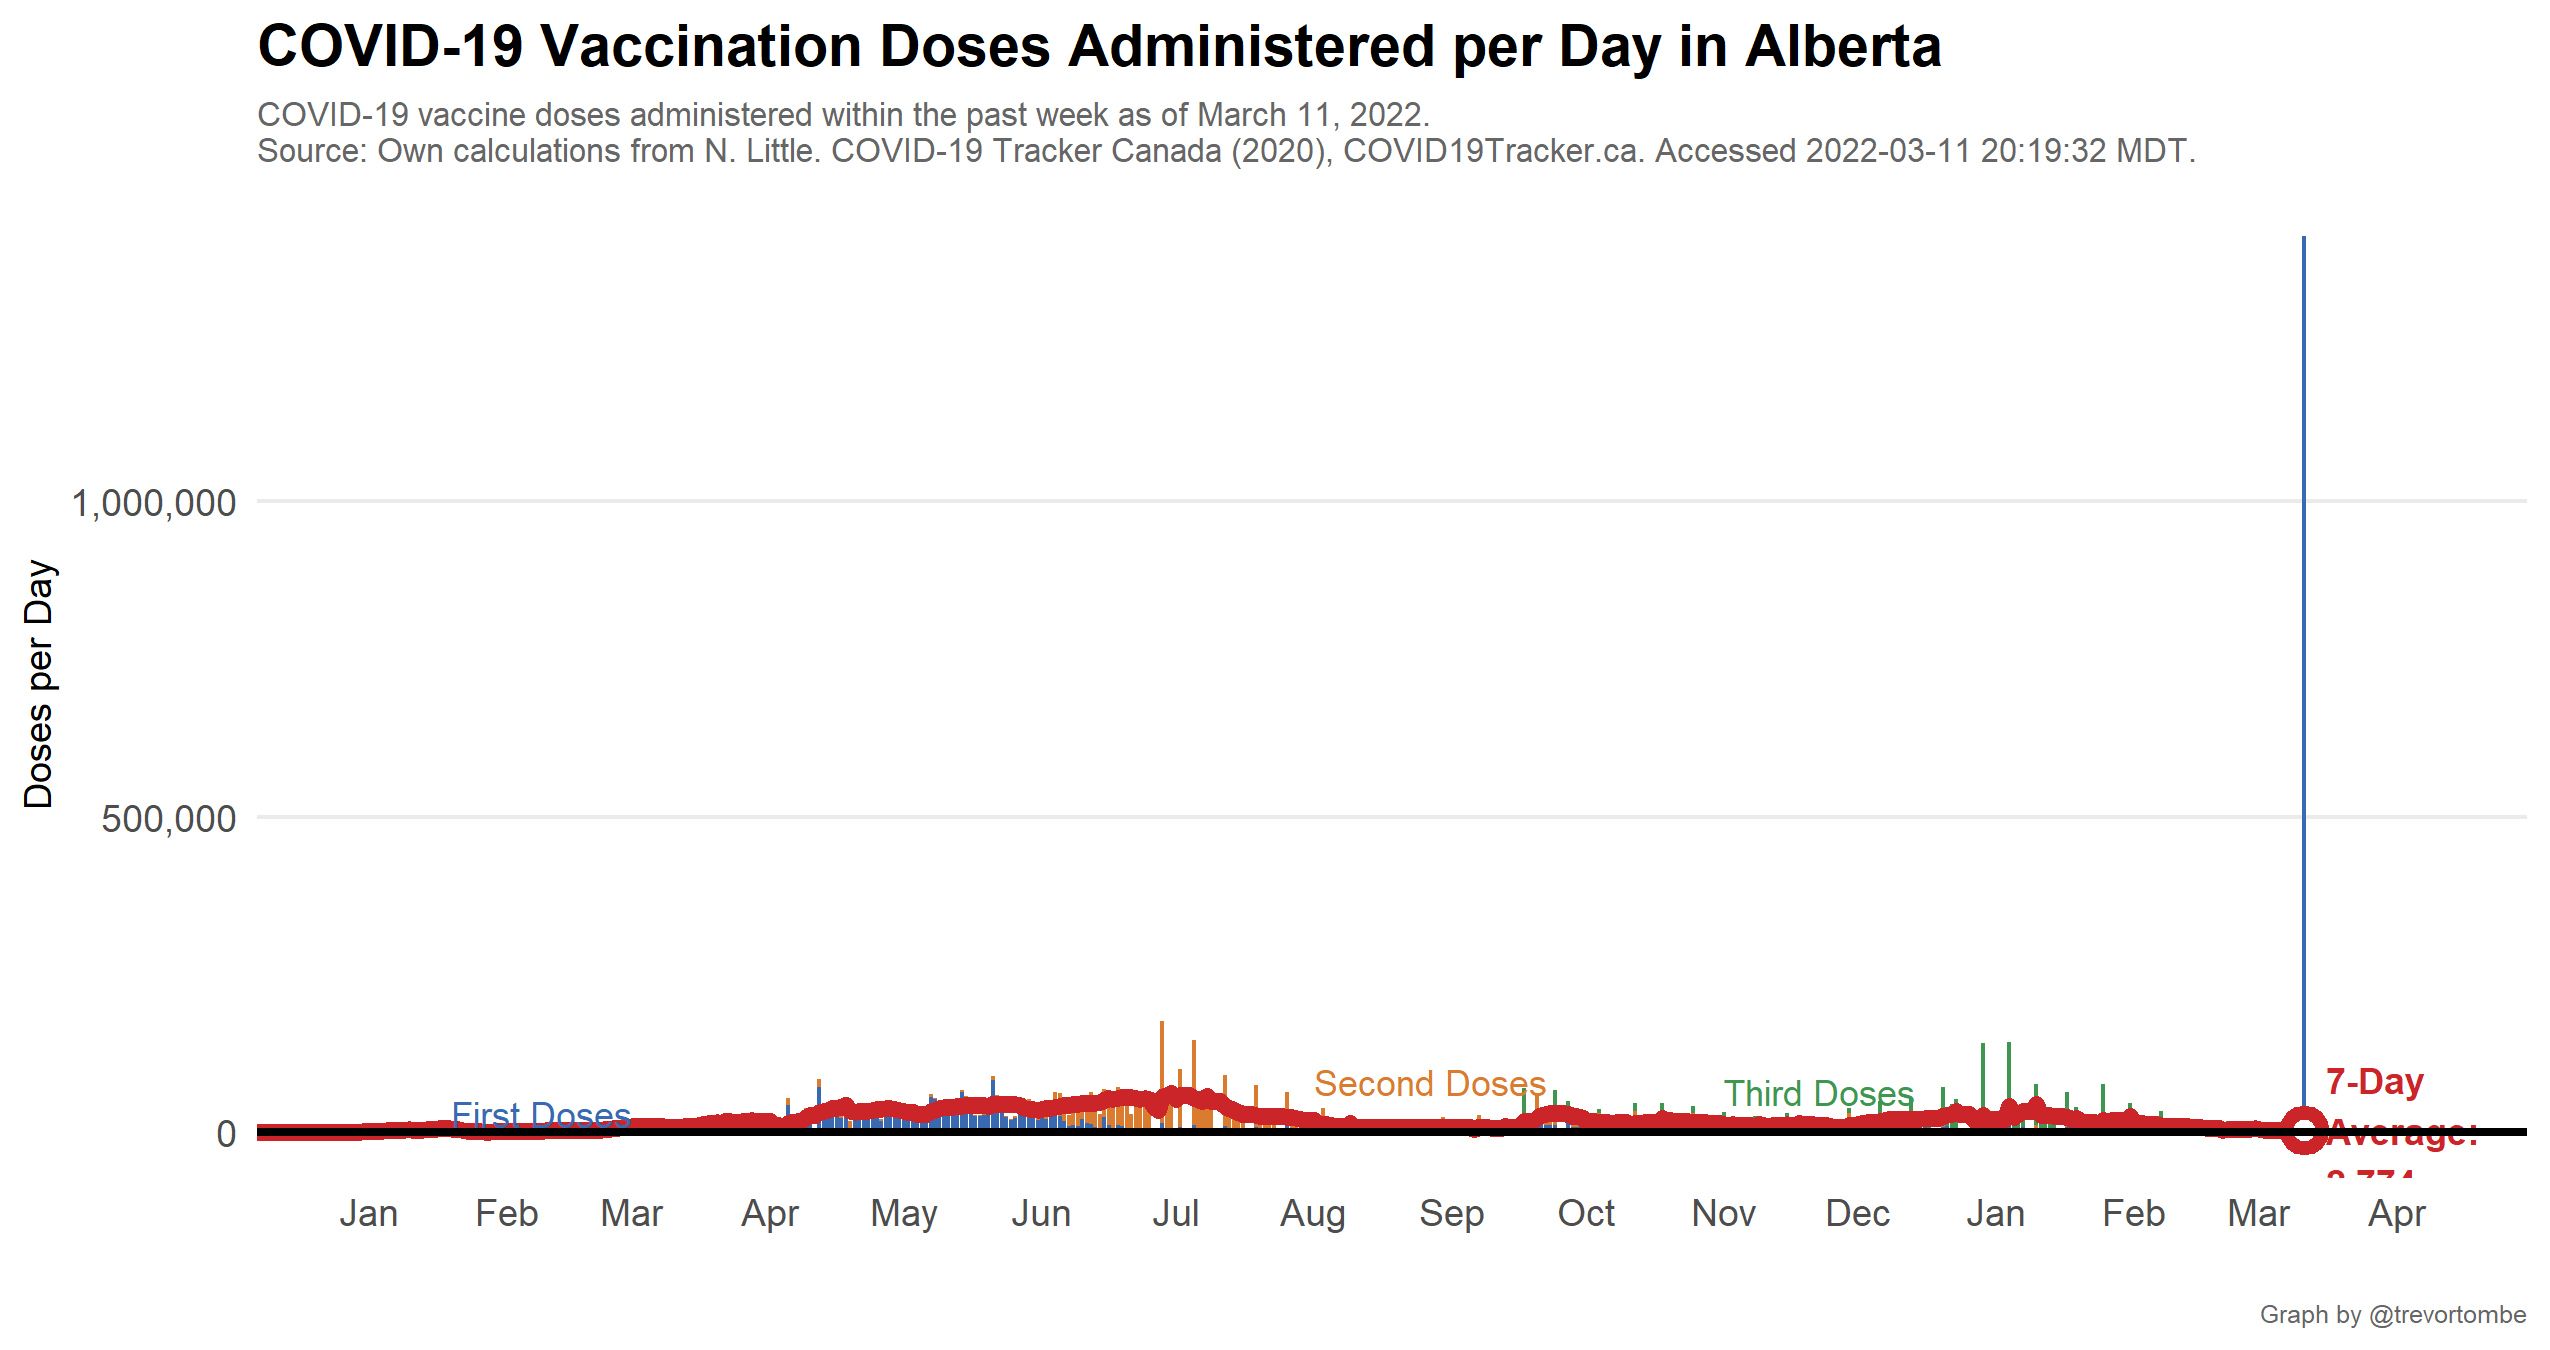 COVID-19 Vaccination Doses Administered per Day in Alberta
COVID-19 vaccine doses administered within the past week as of March 11, 2022.
Source: Own calculations from N. Little. COVID-19 Tracker Canada (2020), COVID19Tracker.ca. Accessed 2022-03-11 20:19:32 MDT.
1,000,000
500,000
0
Doses per Day
First Doses
Second Doses
Third Doses
7-Day
Average:
Jan Feb Mar Apr May Jun Jul Aug Sep Oct Nov Dec Jan Feb Mar Apr
Graph by @trevortombe